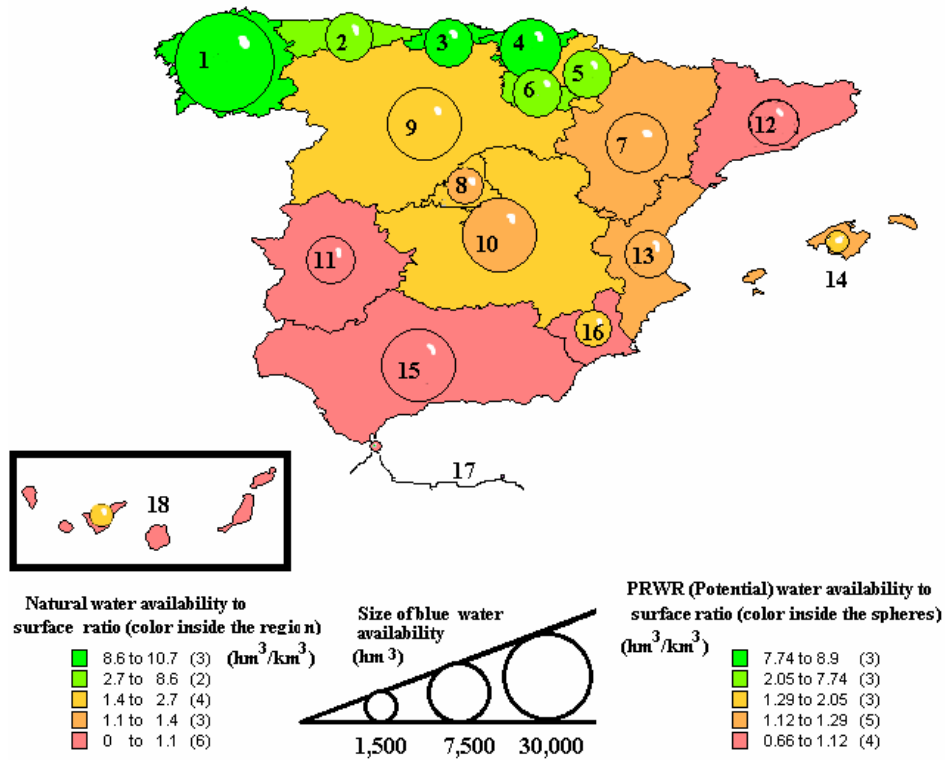 1
2
3
4
5
6
7
8
9
10
11
12
13
14
15
16
17
18
Natural water availability to
surface ratio (color inside the region)
(hm³/km³)
8.6 to 10.7 (3)
2.7 to 8.6 (2)
1.4 to 2.7 (4)
1.1 to 1.4 (3)
0 to 1.1 (6)
Size of blue water
availability
(hm 3)
1,500 7,500 30,000
PRWR (Potential) water availability to
surface ratio (color inside the spheres)
(hm³/km³)
7.74 to 8.9 (3)
2.05 to 7.74 (3)
1.29 to 2.05 (3)
1.12 to 1.29 (5)
0.66 to 1.12 (4)